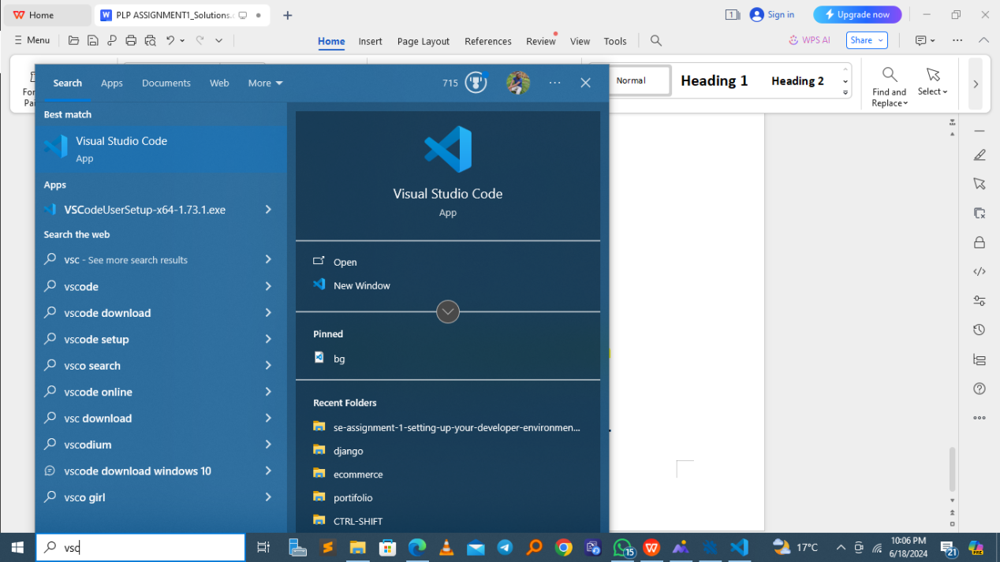 Home
PLP ASSIGNMENT1_Solutions.
Sign in
Upgrade now
Menu
Home
Insert
Page Layout
References
Review
View
Tools
WPS AI
Share
Search
Apps
Documents
Web
More
715
Normal
Heading 1
Heading 2
Find and
Replace
Select
Best match
Visual Studio Code
App
Apps
VSCodeUserSetup-x64-1.73.1.exe
Search the web
vsc - See more search results
vscode
vscode download
vscode setup
vsco search
vscode online
vsc download
vscodium
vscode download windows 10
vsco girl
Visual Studio Code
App
Open
New Window
Pinned
bg
Recent Folders
se-assignment-1-setting-up-your-developer-environmen...
django
ecommerce
portifolio
CTRL-SHIFT
vsc
15
17°C
10:06 PM
6/18/2024
21
PRE